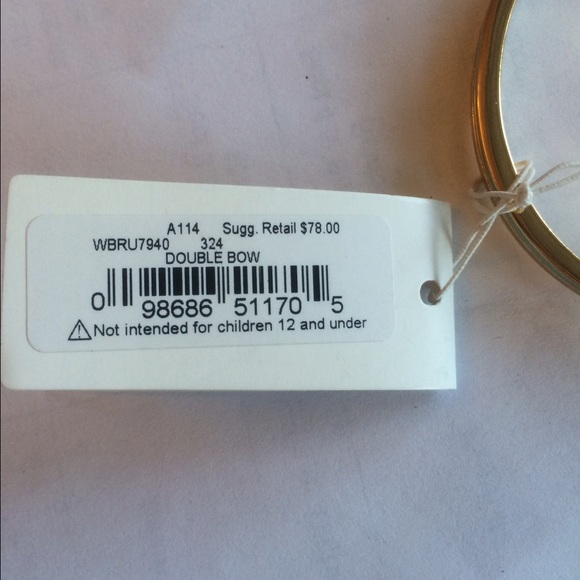 A114 Sugg. Retail $78.00
WBRU7940 324
DOUBLE BOW
0 98686 51170 5
Not intended for children 12 and under